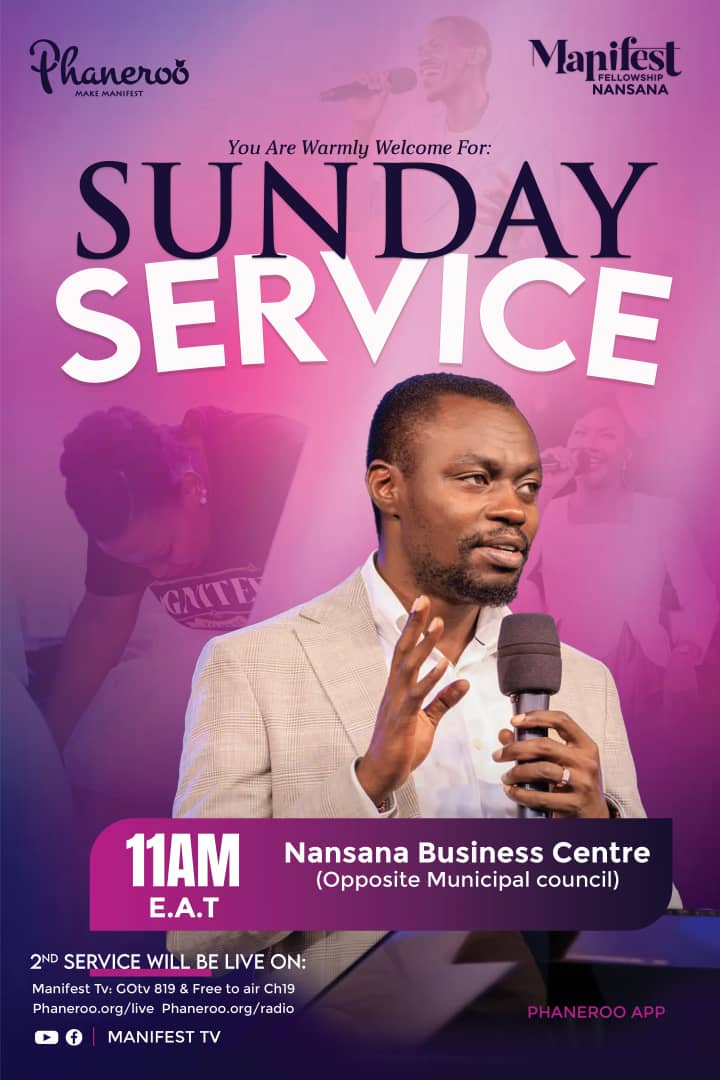 Phaneroo
MAKE MANIFEST
Manifest
FELLOWSHIP
NANSANA
You Are Warmly Welcome For:
SUNDAY
SERVICE
11AM
E.A.T
Nansana Business Centre
(Opposite Municipal council)
2ND SERVICE WILL BE LIVE ON:
Manifest Tv: GOtv 819 & Free to air Ch19
Phaneroo.org/live Phaneroo.org/radio
MANIFEST TV
PHANEROO APP